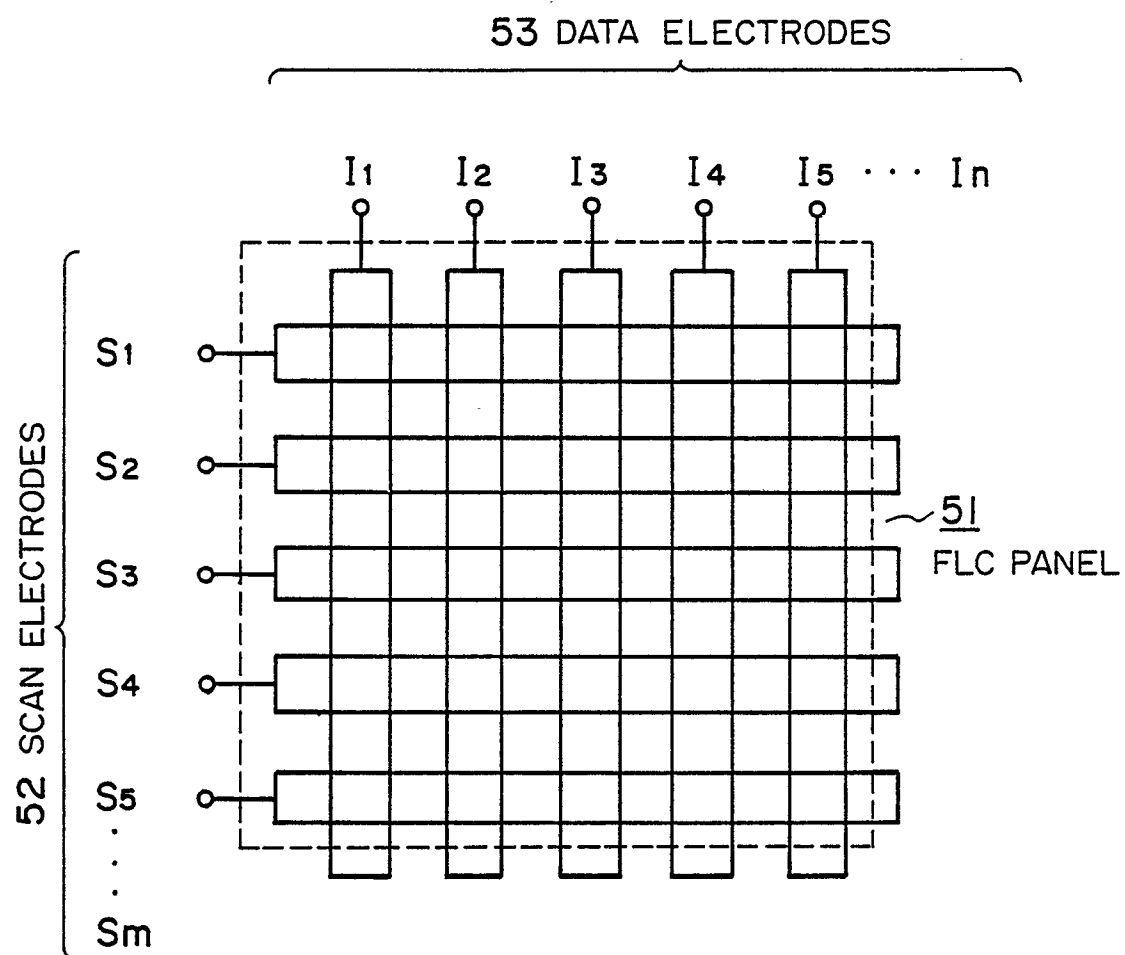 53 DATA ELECTRODES
I1 I2 I3 I4 I5 ··· In
S1
S2
51
FLC PANEL
S3
S4
S5
Sm
52 SCAN ELECTRODES